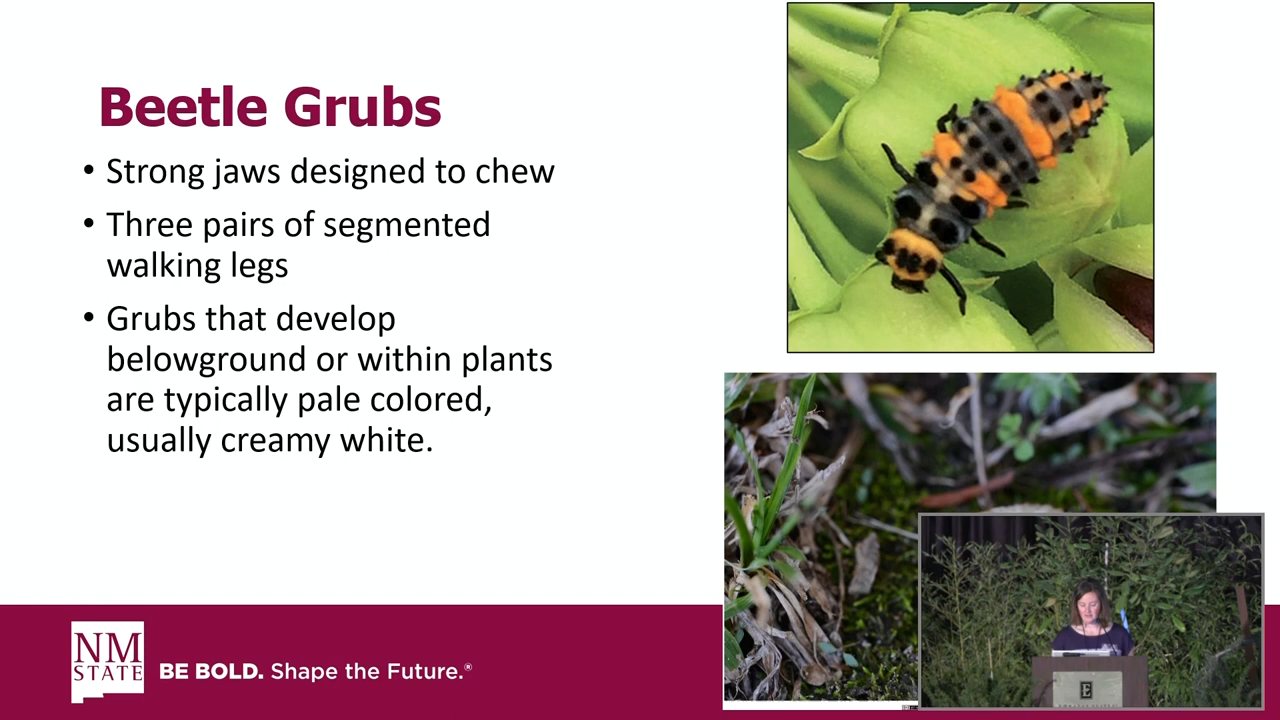 Beetle Grubs
• Strong jaws designed to chew
• Three pairs of segmented
walking legs
• Grubs that develop
belowground or within plants
are typically pale colored,
usually creamy white.
NM
STATE
BE BOLD. Shape the Future.®
E